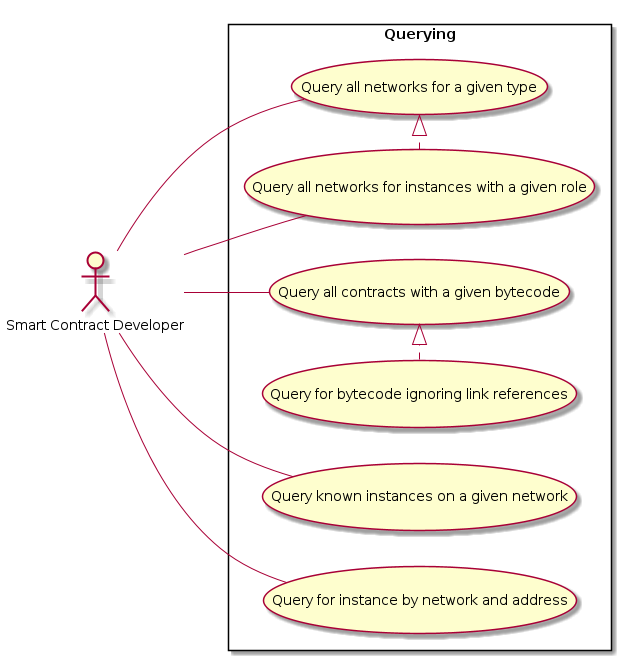 Querying
Query all networks for a given type
Query all networks for instances with a given role
Query all contracts with a given bytecode
Smart Contract Developer
Query for bytecode ignoring link references
Query known instances on a given network
Query for instance by network and address